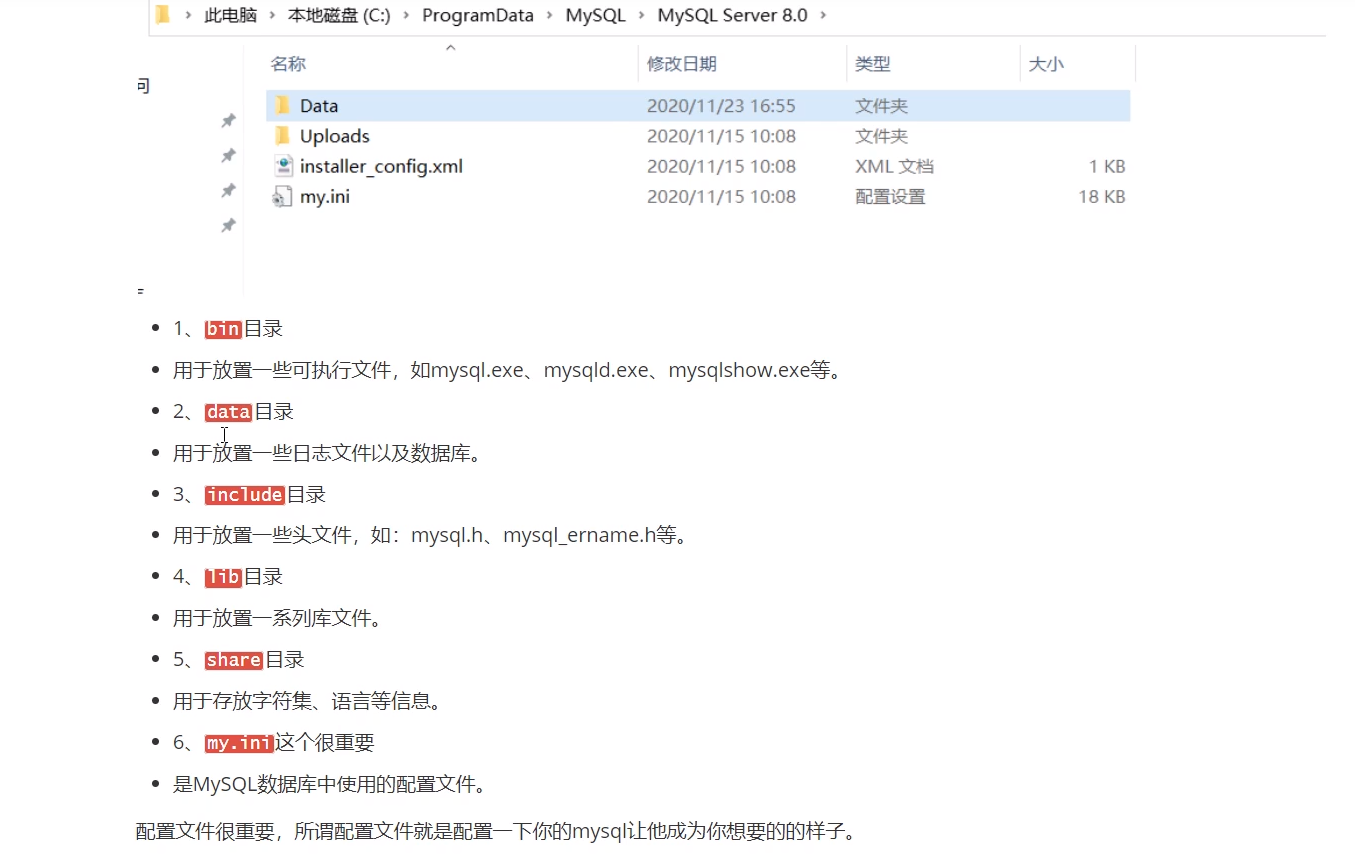 此电脑 > 本地磁盘 (C:) > ProgramData > MySQL > MySQL Server 8.0 >
名称 修改日期 类型 大小
Data 2020/11/23 16:55 文件夹
Uploads 2020/11/15 10:08 文件夹
installer_config.xml 2020/11/15 10:08 XML 文档 1 KB
my.ini 2020/11/15 10:08 配置设置 18 KB
1、bin目录
用于放置一些可执行文件，如mysql.exe、mysqld.exe、mysqlshow.exe等。
2、data目录
用于放置一些日志文件以及数据库。
3、include目录
用于放置一些头文件，如：mysql.h、mysql_ername.h等。
4、lib目录
用于放置一系列库文件。
5、share目录
用于存放字符集、语言等信息。
6、my.ini这个很重要
是MySQL数据库中使用的配置文件。
配置文件很重要，所谓配置文件就是配置一下你的mysql让他成为你想要的的样子。